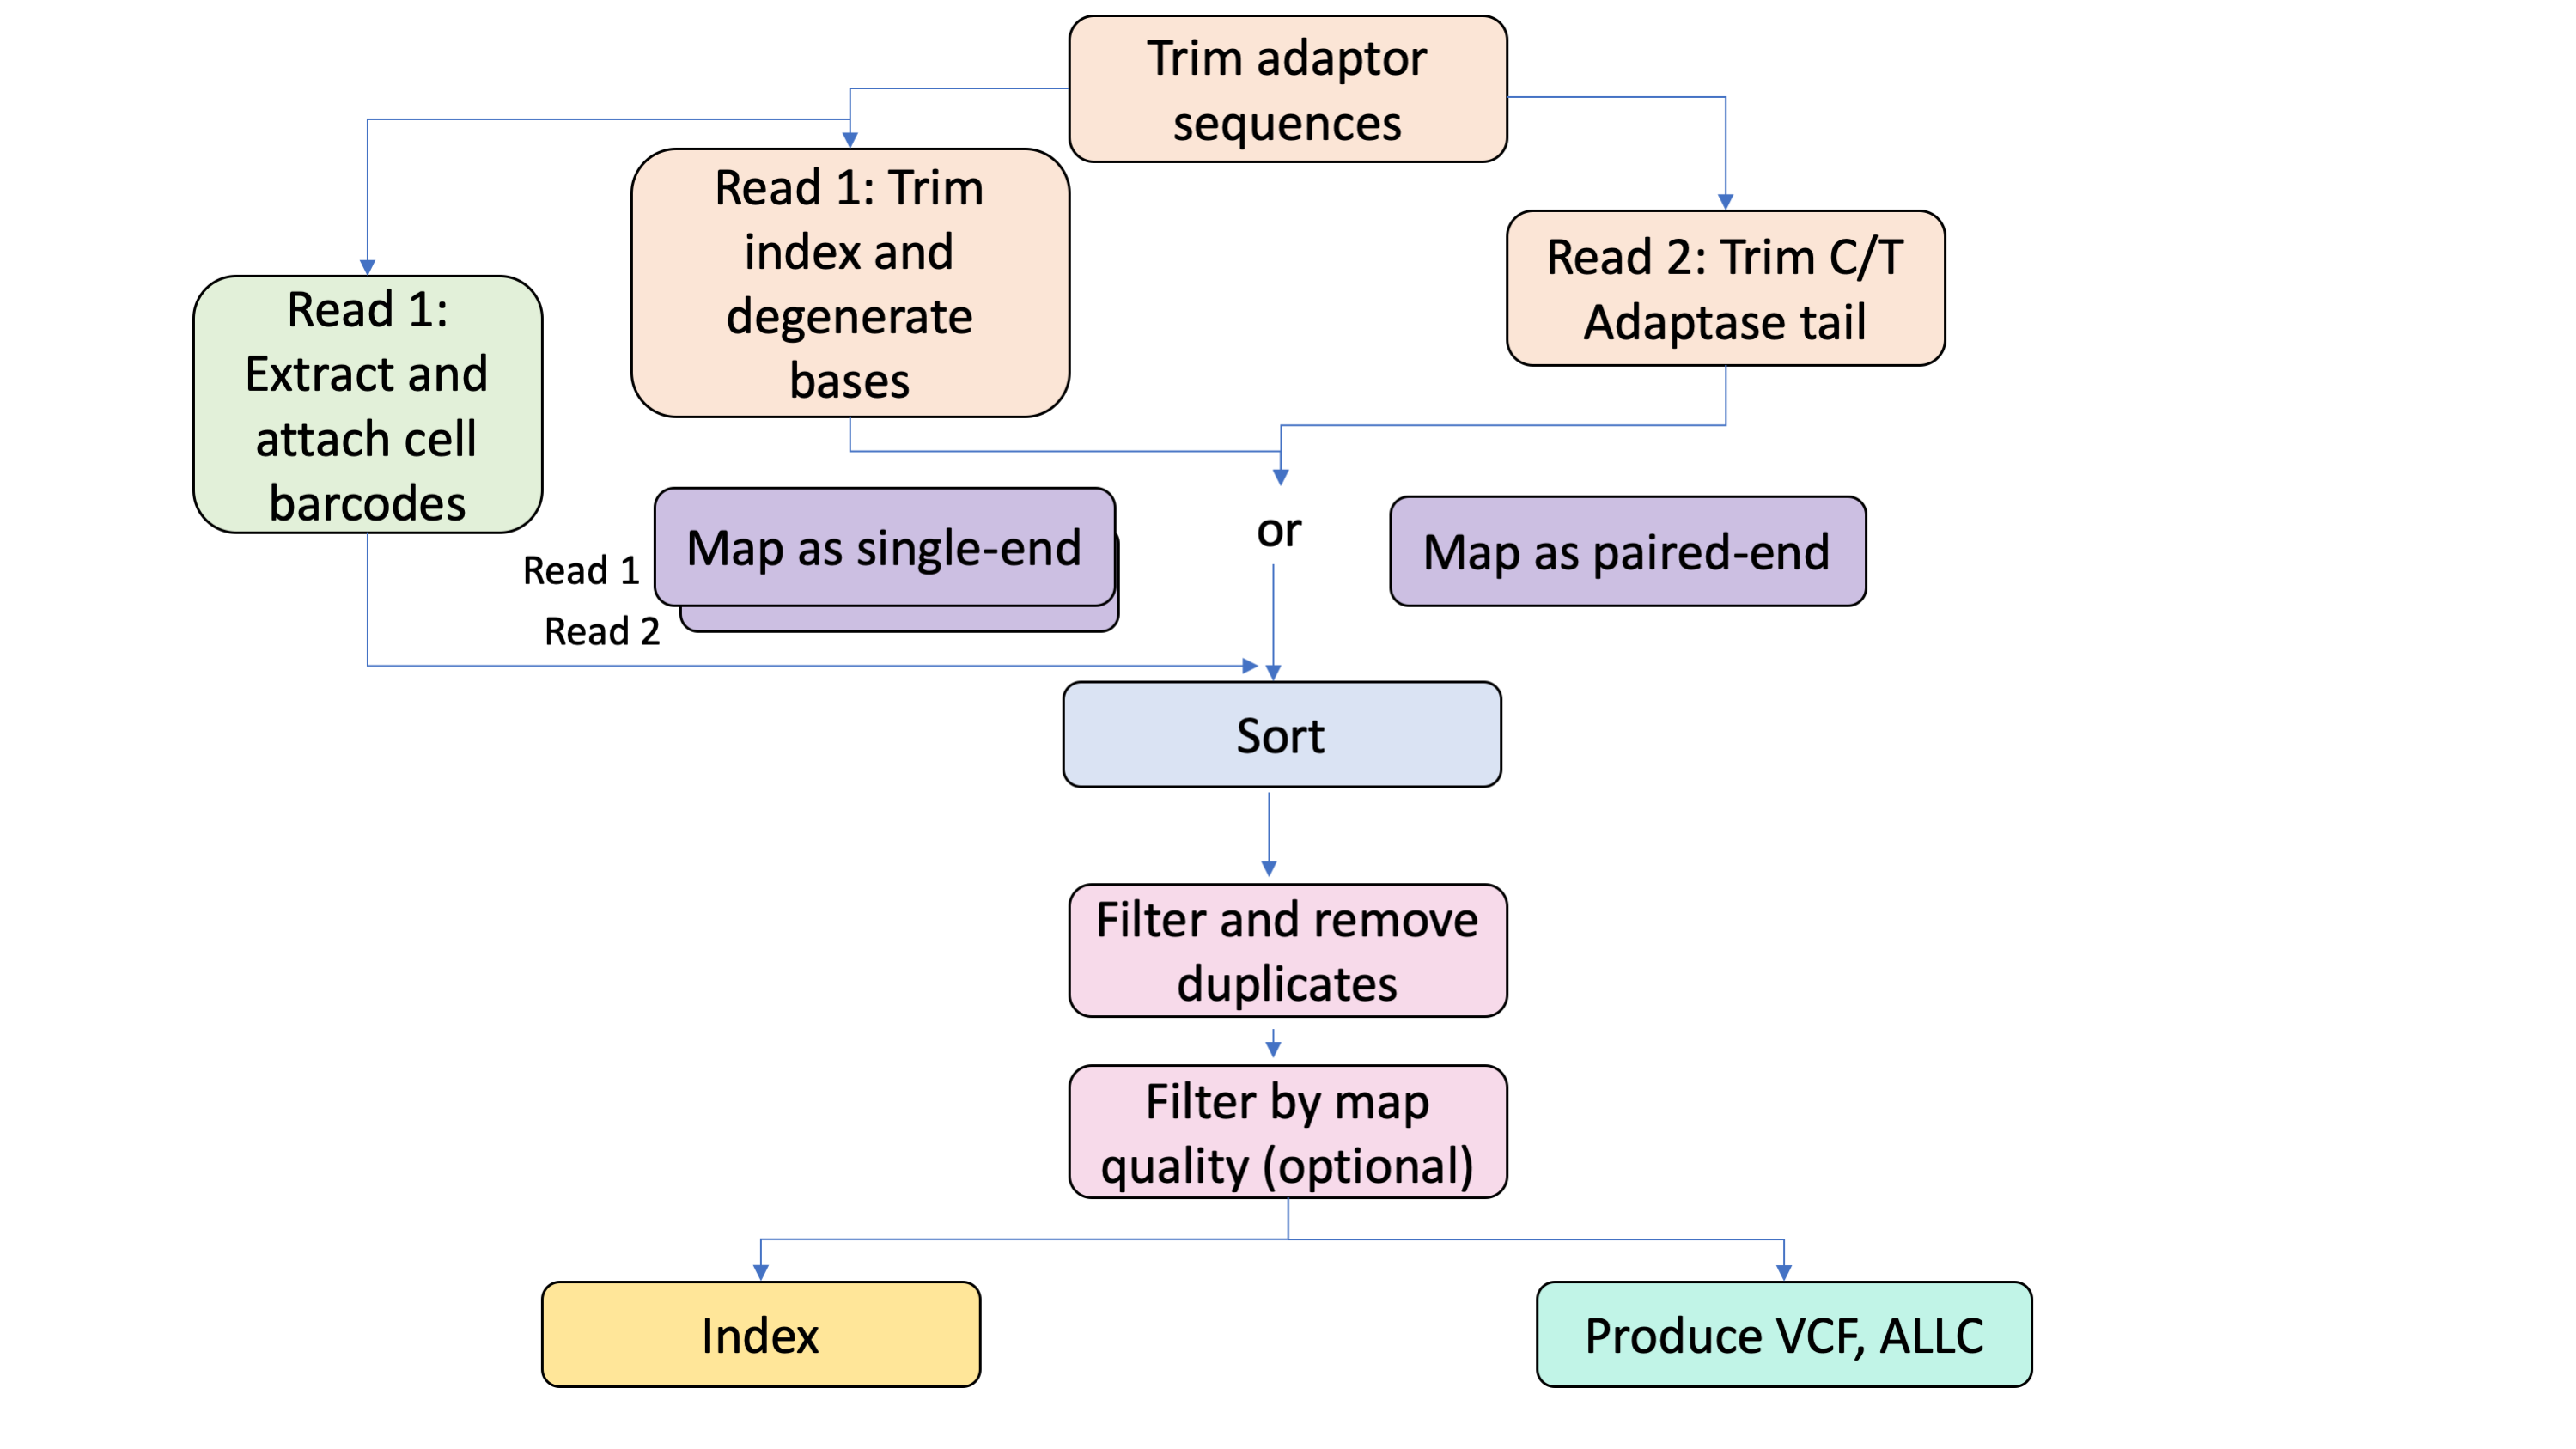 Trim adaptor
sequences
Read 1: Trim
index and
degenerate
bases
Read 2: Trim C/T
Adaptase tail
Read 1:
Extract and
attach cell
barcodes
Read 1
Read 2
Map as single-end
or
Map as paired-end
Sort
Filter and remove
duplicates
Filter by map
quality (optional)
Index
Produce VCF, ALLC